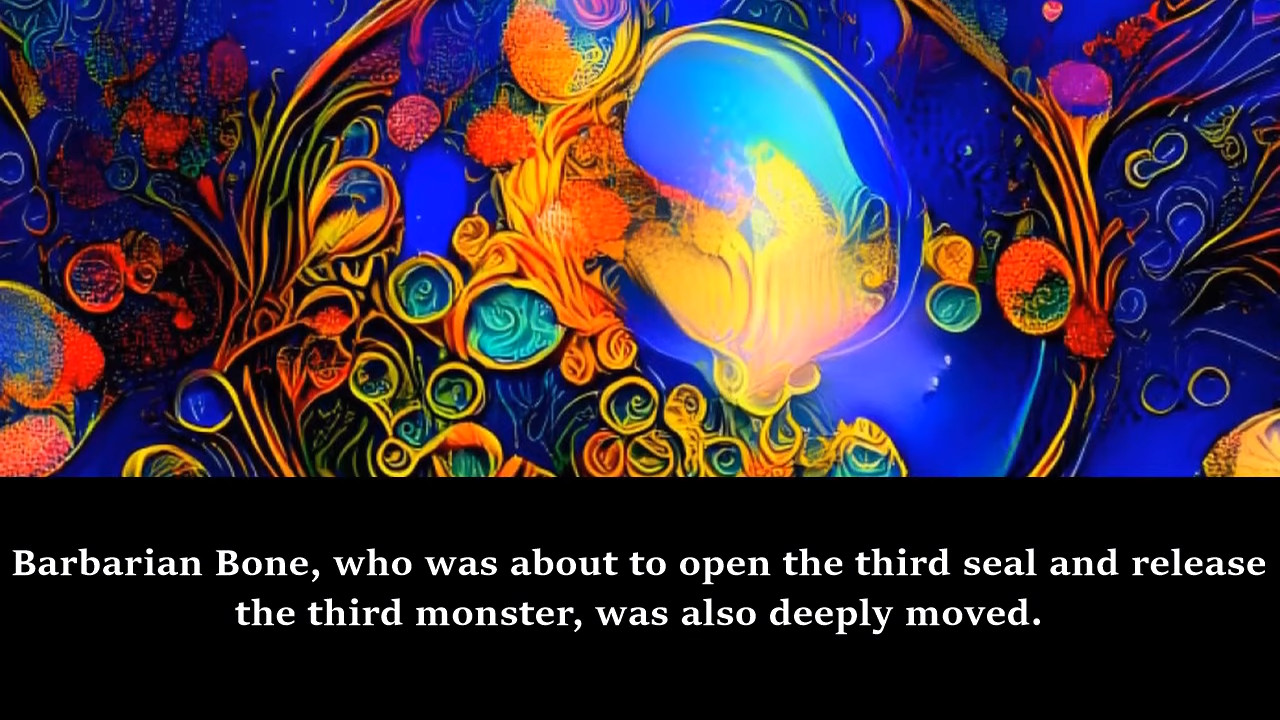 Barbarian Bone, who was about to open the third seal and release
the third monster, was also deeply moved.